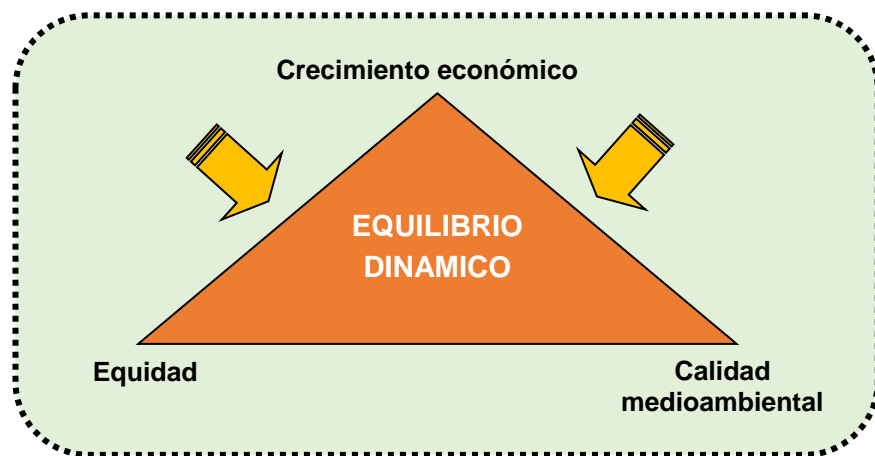 Crecimiento económico
EQUILIBRIO
DINAMICO
Equidad
Calidad
medioambiental